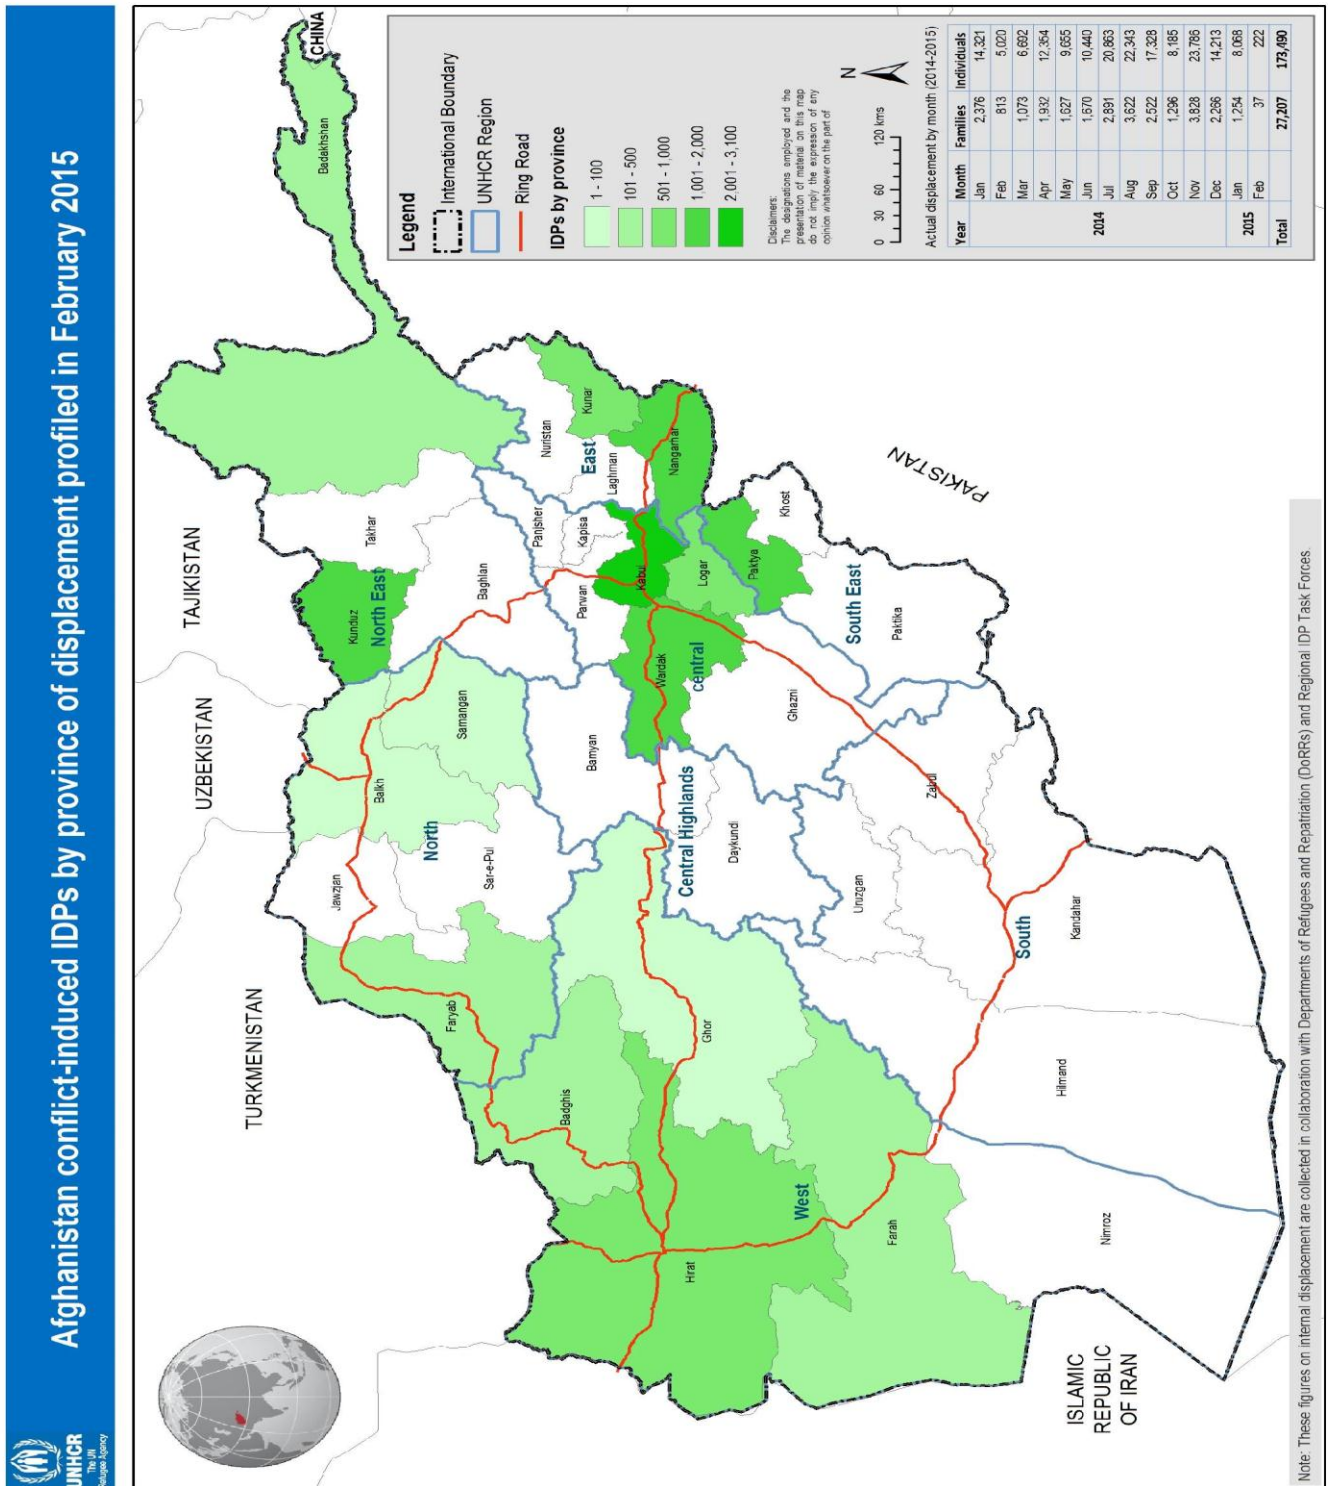 Afghanistan conflict-induced IDPs by province of displacement profiled in February 2015
UNHCR
The UN
Refugee Agency
TURKMENISTAN
UZBEKISTAN
TAJIKISTAN
CHINA
PAKISTAN
ISLAMIC
REPUBLIC
OF IRAN
Badakhshan
Takhar
Kunduz
North East
Baghlan
Balkh
Samangan
Jawzjan
North
Sar-e-Pul
Faryab
Badghis
Hirat
West
Ghor
Farah
Nimroz
Hilmand
Kandahar
South
Uruzgan
Zabul
Daykundi
Central Highlands
Bamyan
Ghazni
central
Wardak
Parwan
Panjsher
Kapisa
Kabul
Logar
Paktya
Khost
South East
Paktika
Nuristan
Kunar
East
Laghman
Nangarhar
Legend
International Boundary
UNHCR Region
Ring Road
IDPs by province
1 - 100
101 - 500
501 - 1,000
1,001 - 2,000
2,001 - 3,100
Disclaimers:
The designations employed and the
presentation of material on this map
do not imply the expression of any
opinion whatsoever on the part of
N
0 30 60 120 kms
Actual displacement by month (2014-2015)
Year Month Families Individuals
2014 Jan 2,376 14,321
Feb 813 5,020
Mar 1,073 6,692
Apr 1,932 12,354
May 1,627 9,655
Jun 1,670 10,440
Jul 2,891 20,863
Aug 3,622 22,343
Sep 2,522 17,328
Oct 1,296 8,185
Nov 3,828 23,786
Dec 2,266 14,213
2015 Jan 1,254 8,068
Feb 37 222
Total 27,207 173,490
Note: These figures on internal displacement are collected in collaboration with Departments of Refugees and Repatriation (DoRRs) and Regional IDP Task Forces.